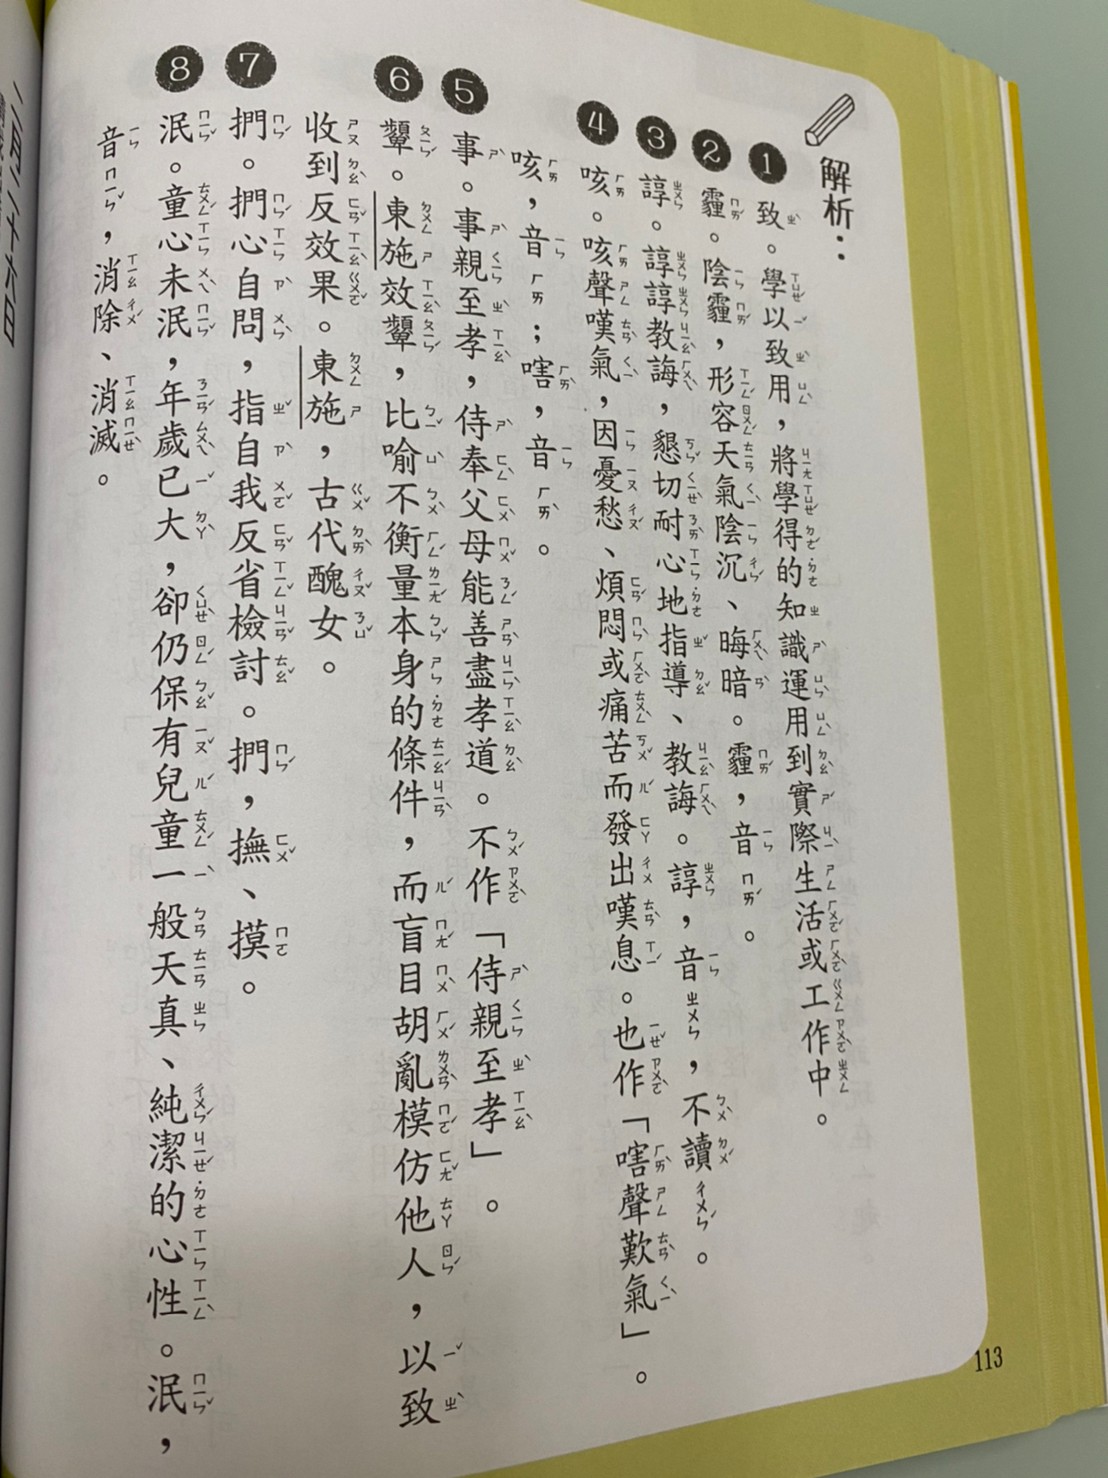 解析：
1 致。學以致用，將學得的知識運用到實際生活或工作中。
2 霾。陰霾，形容天氣陰沉、晦暗。霾，音ㄇㄞˊ。
3 諄。諄諄教誨，懇切耐心地指導、教誨。諄，音ㄓㄨㄣ，不讀ㄔㄨㄣˊ。
4 咳。咳聲嘆氣，因憂愁、煩悶或痛苦而發出嘆息。也作「嗐聲歎氣」。
咳，音ㄏㄞ；嗐，音ㄏㄞˋ。
5 事。事親至孝，侍奉父母能善盡孝道。不作「侍親至孝」。
6 顰。東施效顰，比喻不衡量本身的條件，而盲目胡亂模仿他人，以致
收到反效果。東施，古代醜女。
7 捫。捫心自問，指自我反省檢討。捫，撫、摸。
8 泯。童心未泯，年歲已大，卻仍保有兒童一般天真、純潔的心性。泯，
音ㄇㄧㄣˇ，消除、消滅。
113